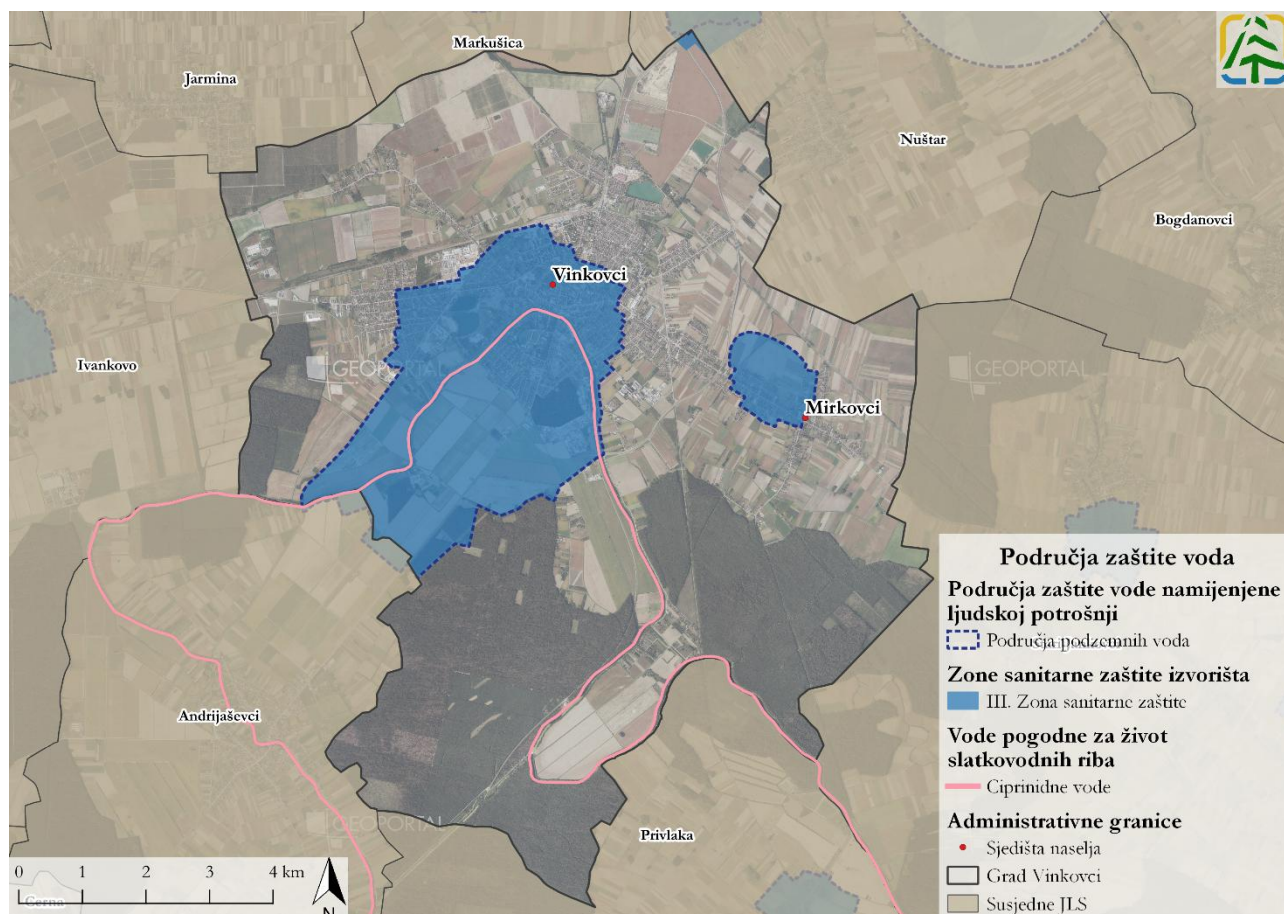 Markušica
Jarmina
Nuštar
Bogdanovci
Vinkovci
Ivankovo
GEOPORTAL
GEOPORTAL
Mirkovci
Andrijaševci
GEOPORTAL
Privlaka
Područja zaštite voda
Područja zaštite vode namijenjene
ljudskoj potrošnji
Područja podzemnih voda
Zone sanitarne zaštite izvorišta
III. Zona sanitarne zaštite
Vode pogodne za život
slatkovodnih riba
Ciprinidne vode
Administrativne granice
Sjedišta naselja
Grad Vinkovci
Susjedne JLS
0 1 2 3 4 km
N
Cerna